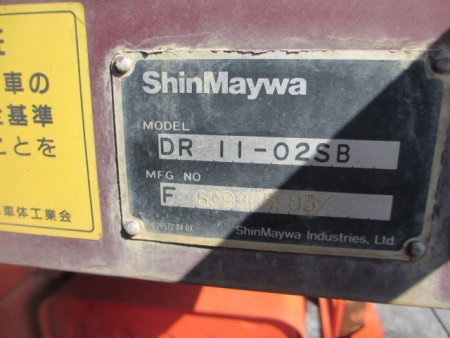 車の
基準
ことを
車体工業会
ShinMaywa
MODEL
DR 11-02SB
MFG NO
F
ShinMaywa Industries, Ltd.